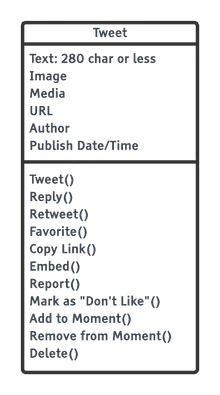 Tweet
Text: 280 char or less
Image
Media
URL
Author
Publish Date/Time
Tweet()
Reply()
Retweet()
Favorite()
Copy Link()
Embed()
Report()
Mark as "Don't Like"()
Add to Moment()
Remove from Moment()
Delete()